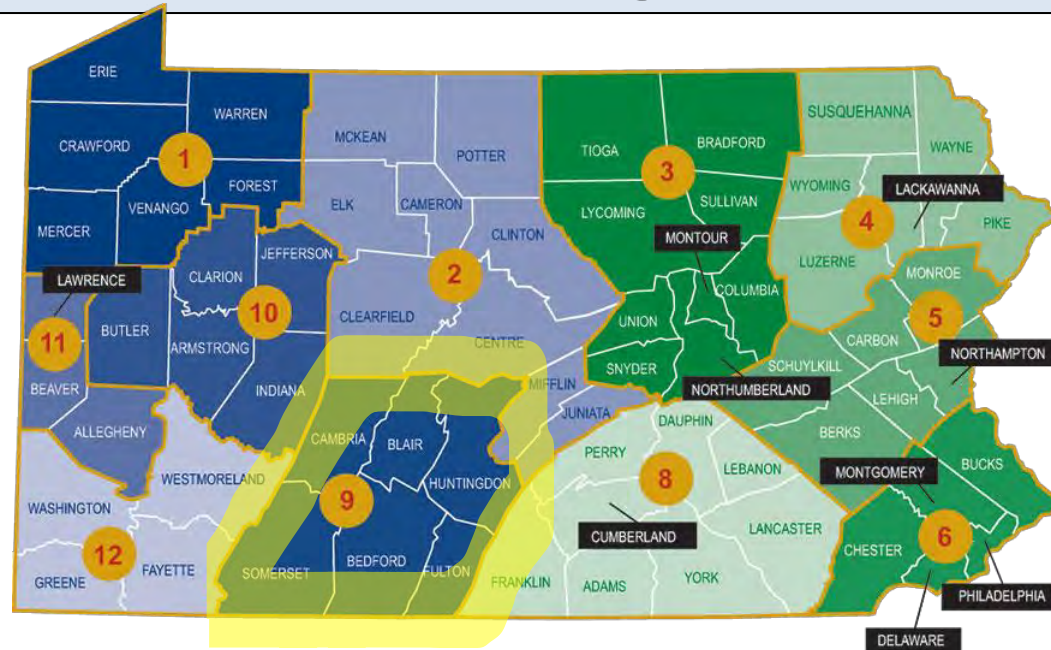 ERIE
WARREN
CRAWFORD
1
FOREST
VENANGO
MERCER
MCKEAN
POTTER
ELK
CAMERON
CLINTON
2
CLEARFIELD
CENTRE
MIFFLIN
JUNIATA
TIOGA
BRADFORD
3
SULLIVAN
LYCOMING
MONTOUR
COLUMBIA
UNION
SNYDER
NORTHUMBERLAND
SUSQUEHANNA
WAYNE
WYOMING
LACKAWANNA
4
PIKE
LUZERNE
MONROE
5
CARBON
NORTHAMPTON
SCHUYLKILL
LEHIGH
BERKS
JEFFERSON
CLARION
10
ARMSTRONG
INDIANA
LAWRENCE
BUTLER
11
BEAVER
ALLEGHENY
WESTMORELAND
WASHINGTON
12
GREENE
FAYETTE
CAMBRIA
BLAIR
HUNTINGDON
9
BEDFORD
SOMERSET
FULTON
DAUPHIN
PERRY
LEBANON
8
CUMBERLAND
LANCASTER
FRANKLIN
ADAMS
YORK
MONTGOMERY
BUCKS
CHESTER
6
PHILADELPHIA
DELAWARE